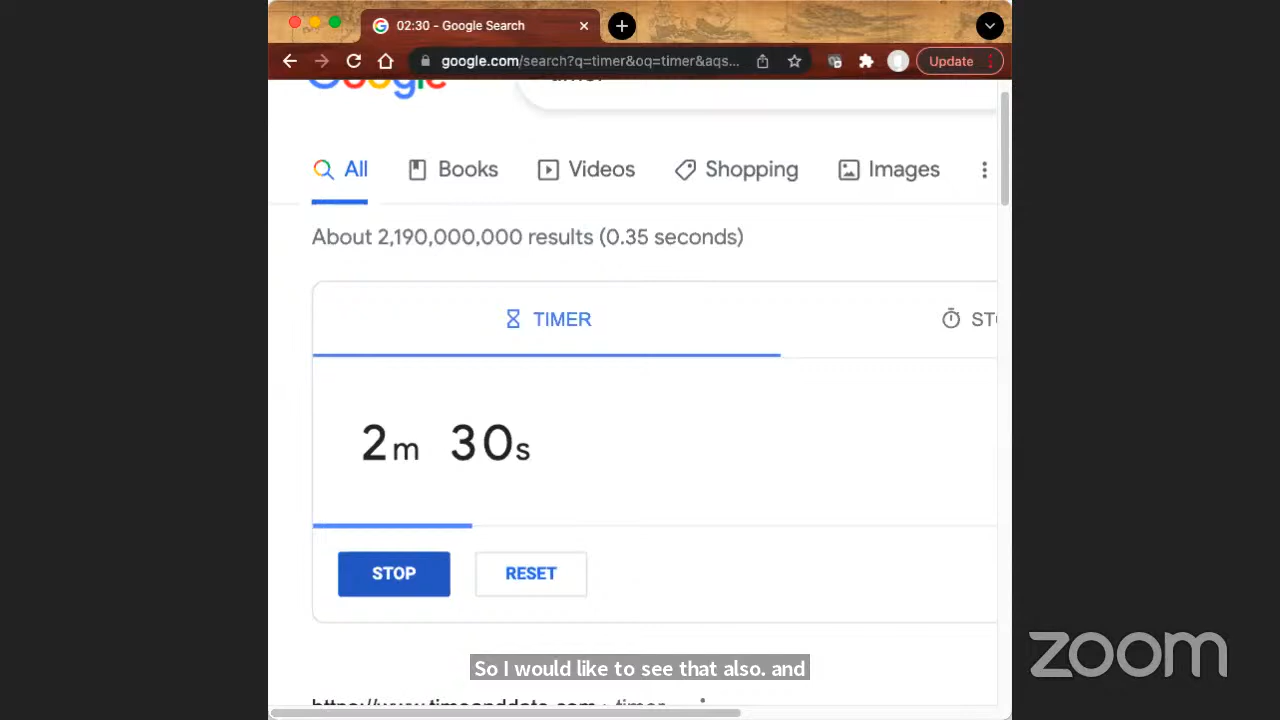 02:30 - Google Search
google.com/search?q=timer&oq=timer&aqs...
Update
Google
All Books Videos Shopping Images
About 2,190,000,000 results (0.35 seconds)
TIMER
2m 30s
STOP RESET
So I would like to see that also. and
zoom